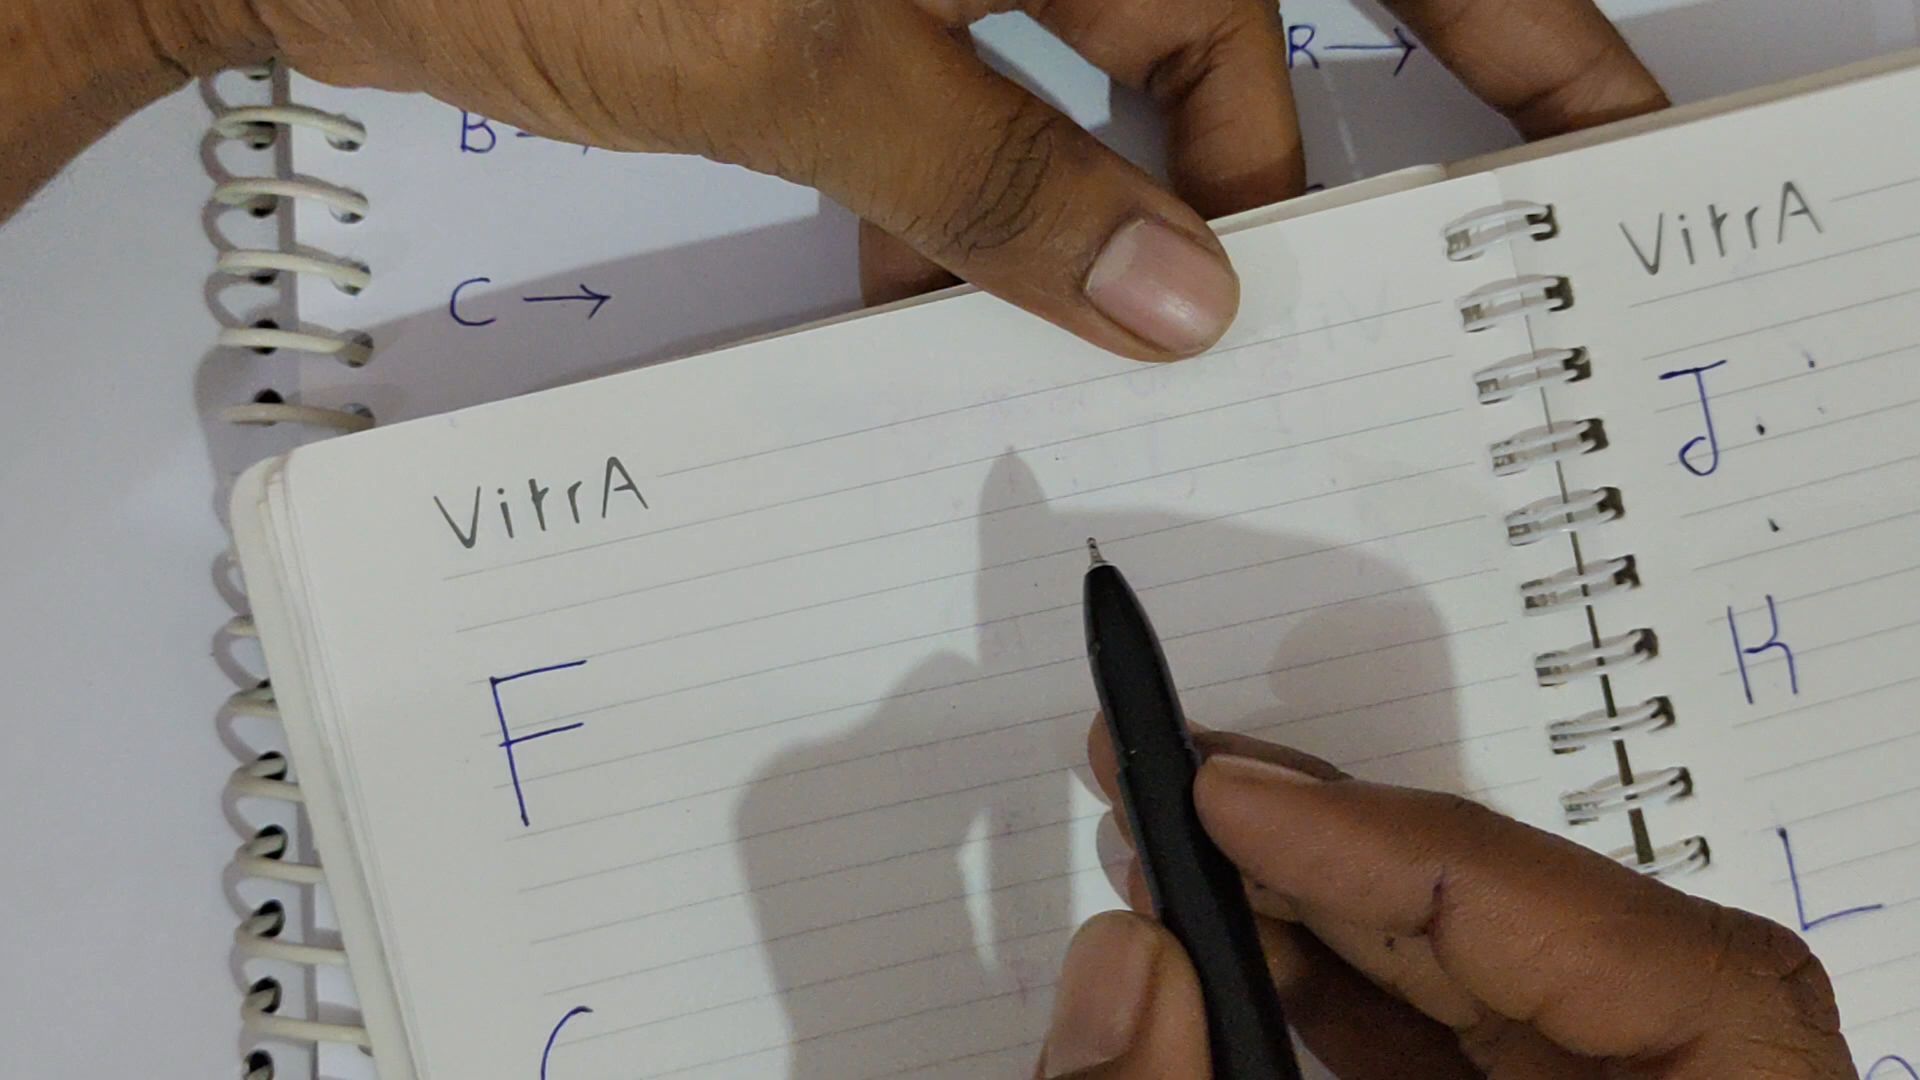 R →
B →
C →
VitrA
F
VitrA
J
K
L